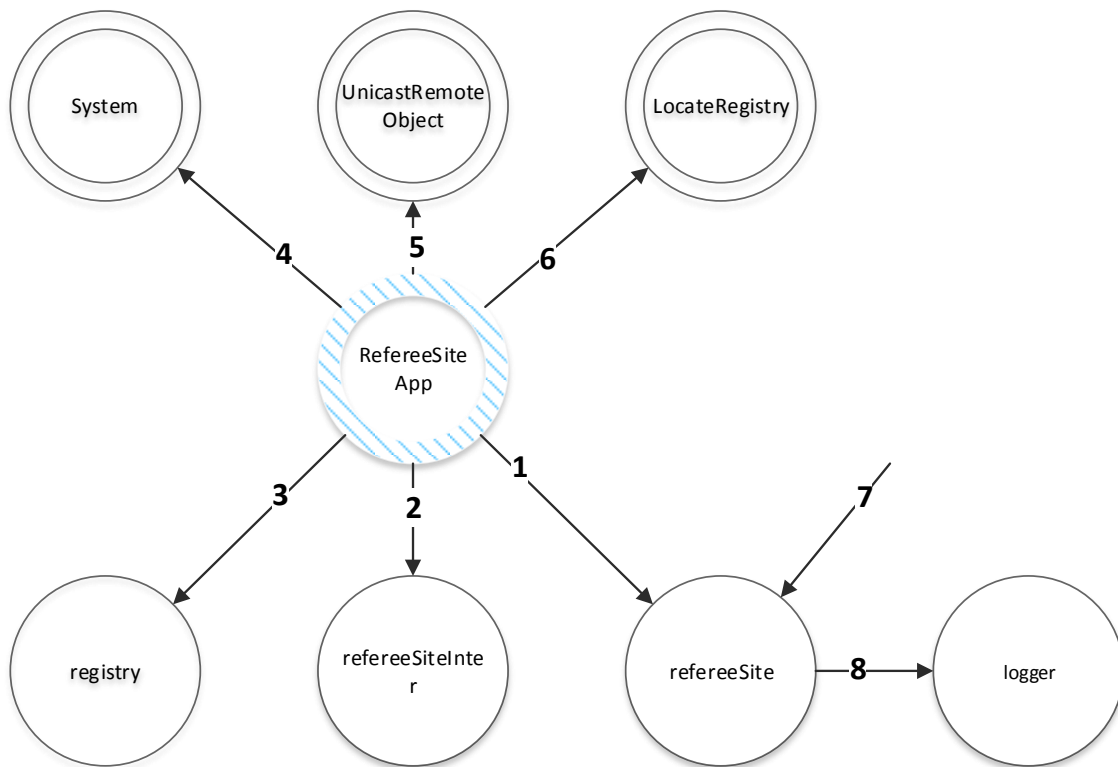 System
UnicastRemote
Object
LocateRegistry
4
5
6
RefereeSite
App
3
2
1
7
registry
refereeSiteInte
r
refereeSite
8
logger